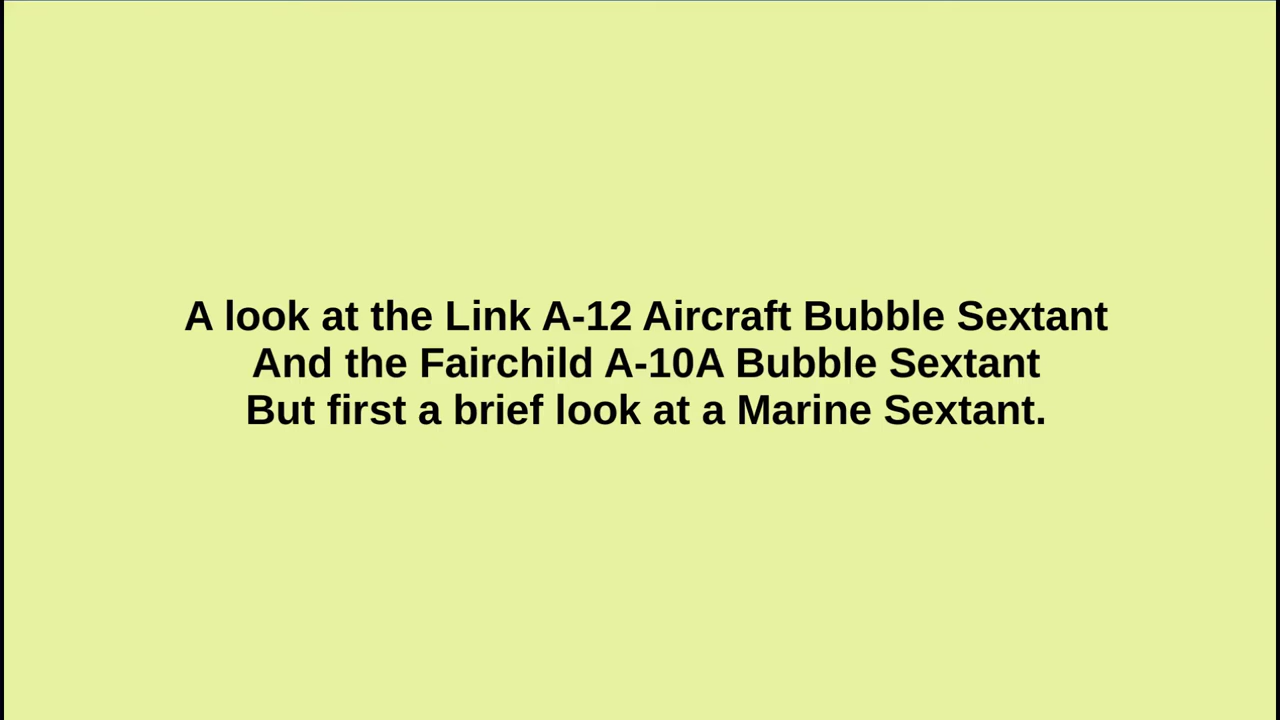 A look at the Link A-12 Aircraft Bubble Sextant
And the Fairchild A-10A Bubble Sextant
But first a brief look at a Marine Sextant.